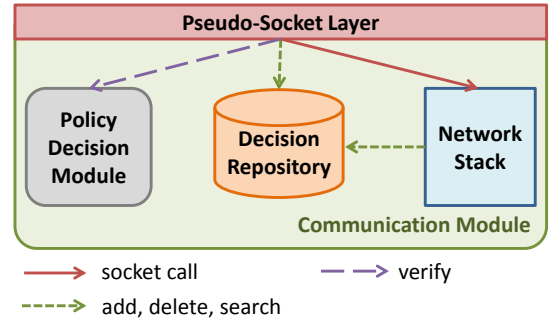 Pseudo-Socket Layer
Policy
Decision
Module
Decision
Repository
Network
Stack
Communication Module
socket call
verify
add, delete, search